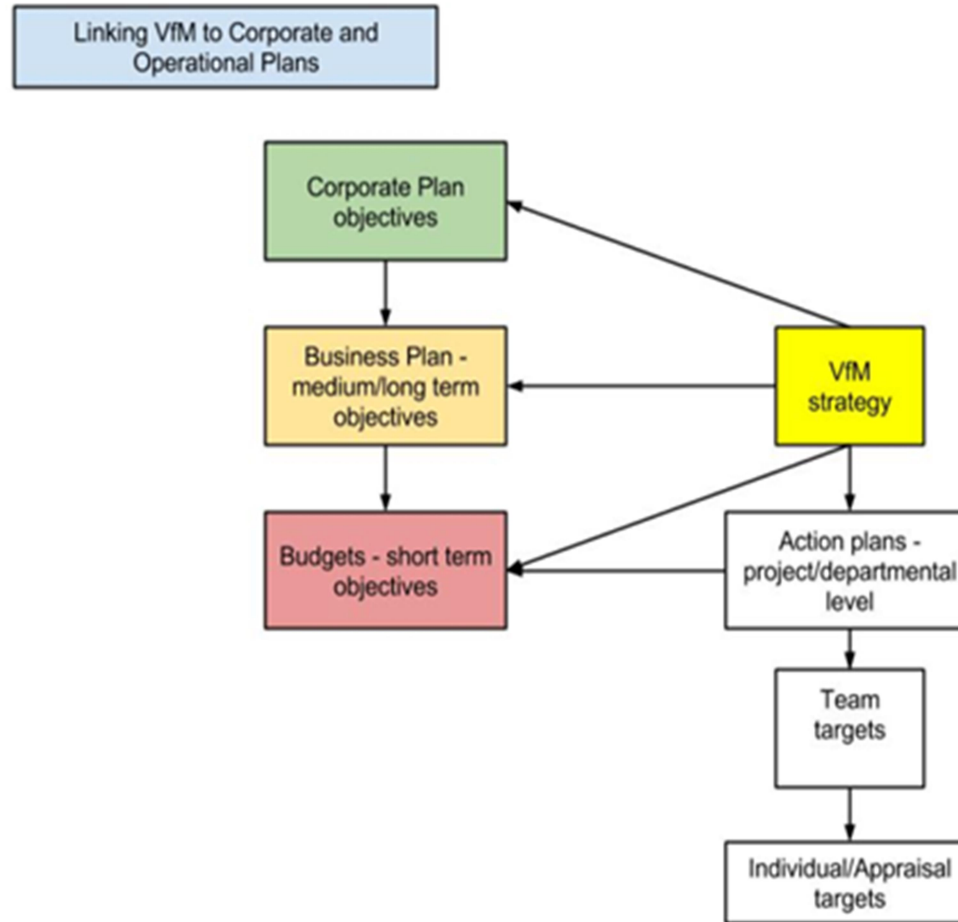 Linking VfM to Corporate and
Operational Plans
Corporate Plan
objectives
Business Plan -
medium/long term
objectives
VfM
strategy
Budgets - short term
objectives
Action plans -
project/departmental
level
Team
targets
Individual/Appraisal
targets